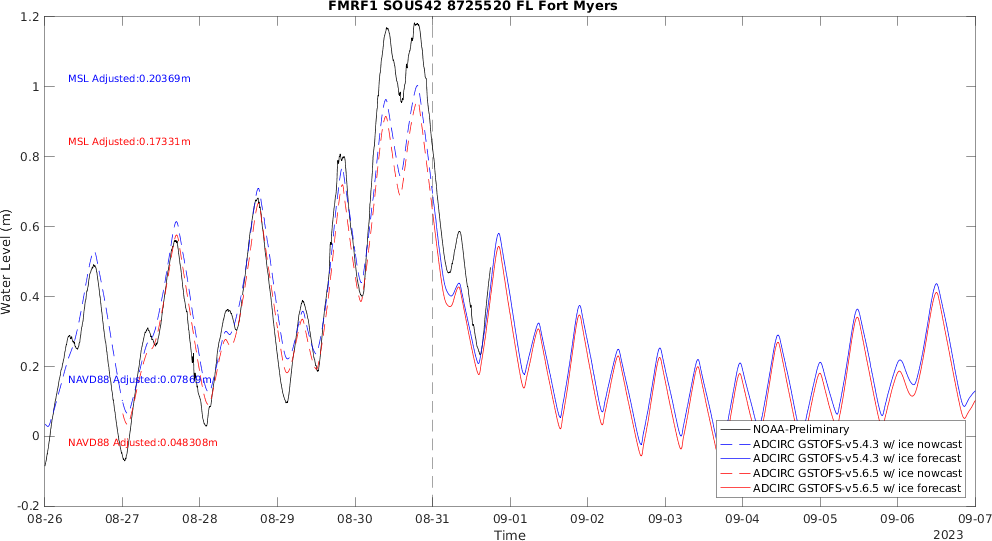 FMRF1 SOUS42 8725520 FL Fort Myers
1.2
1
0.8
0.6
0.4
0.2
0
-0.2
Water Level (m)
MSL Adjusted:0.20369m
MSL Adjusted:0.17331m
NAVD88 Adjusted:0.07869m
NAVD88 Adjusted:0.048308m
NOAA-Preliminary
ADCIRC GSTOFS-v5.4.3 w/ ice nowcast
ADCIRC GSTOFS-v5.4.3 w/ ice forecast
ADCIRC GSTOFS-v5.6.5 w/ ice nowcast
ADCIRC GSTOFS-v5.6.5 w/ ice forecast
08-26 08-27 08-28 08-29 08-30 08-31 09-01 09-02 09-03 09-04 09-05 09-06 09-07
Time
2023